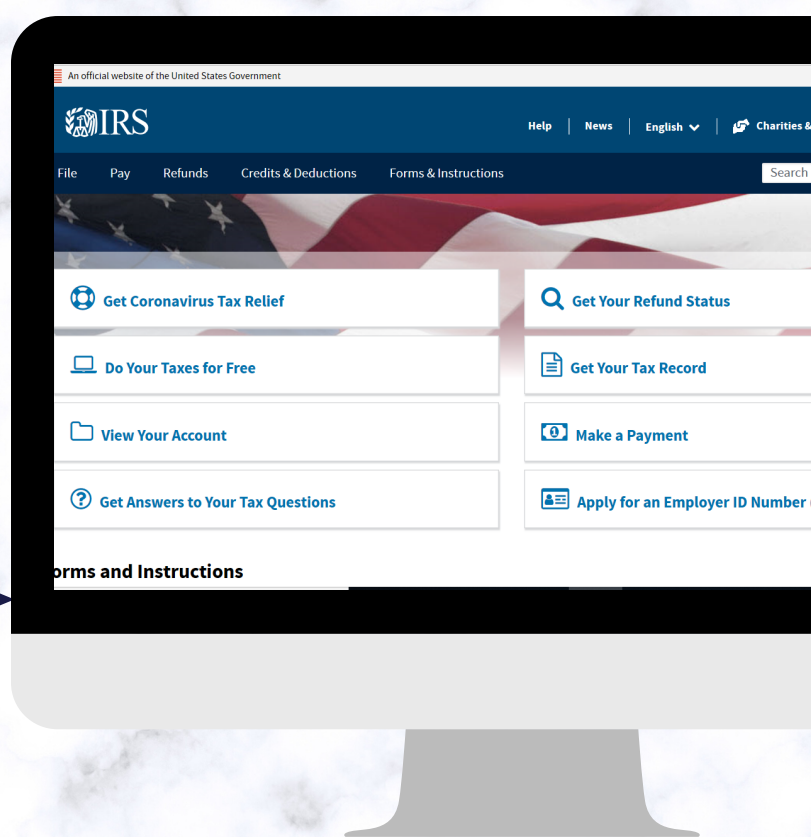 An official website of the United States Government
IRS
Help News English Charities &
File Pay Refunds Credits & Deductions Forms & Instructions Search
Get Coronavirus Tax Relief Get Your Refund Status
Do Your Taxes for Free Get Your Tax Record
View Your Account Make a Payment
Get Answers to Your Tax Questions Apply for an Employer ID Number
orms and Instructions